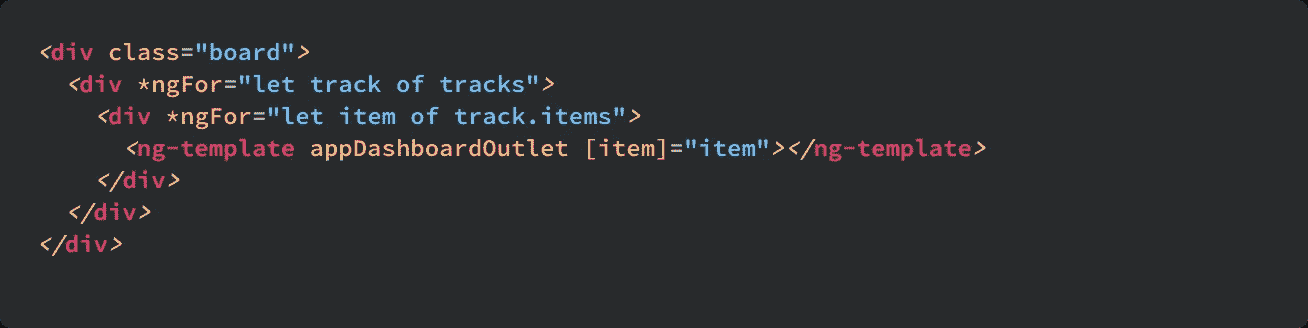 <div class="board">
  <div *ngFor="let track of tracks">
    <div *ngFor="let item of track.items">
      <ng-template appDashboardOutlet [item]="item"></ng-template>
    </div>
  </div>
</div>